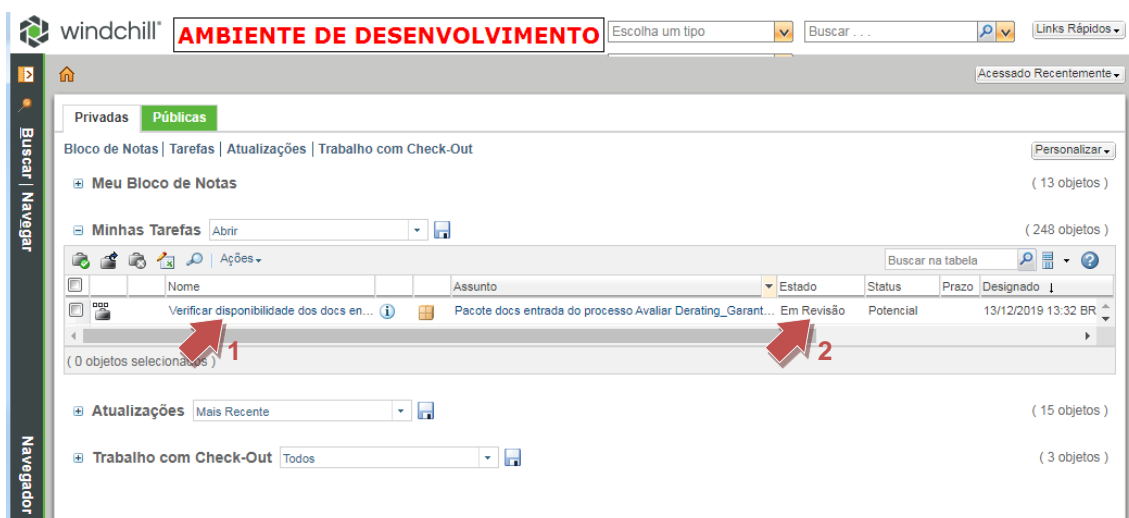 windchill AMBIENTE DE DESENVOLVIMENTO Escolha um tipo Buscar . . . Links Rápidos
Acessado Recentemente
Buscar | Navegar
Navegador
Privadas Públicas
Bloco de Notas | Tarefas | Atualizações | Trabalho com Check-Out Personalizar
Meu Bloco de Notas ( 13 objetos )
Minhas Tarefas Abrir ( 248 objetos )
Ações Buscar na tabela
Nome Assunto Estado Status Prazo Designado
Verificar disponibilidade dos docs en... Pacote docs entrada do processo Avaliar Derating_Garant... Em Revisão Potencial 13/12/2019 13:32 BR
1 2
( 0 objetos selecionados )
Atualizações Mais Recente ( 15 objetos )
Trabalho com Check-Out Todos ( 3 objetos )